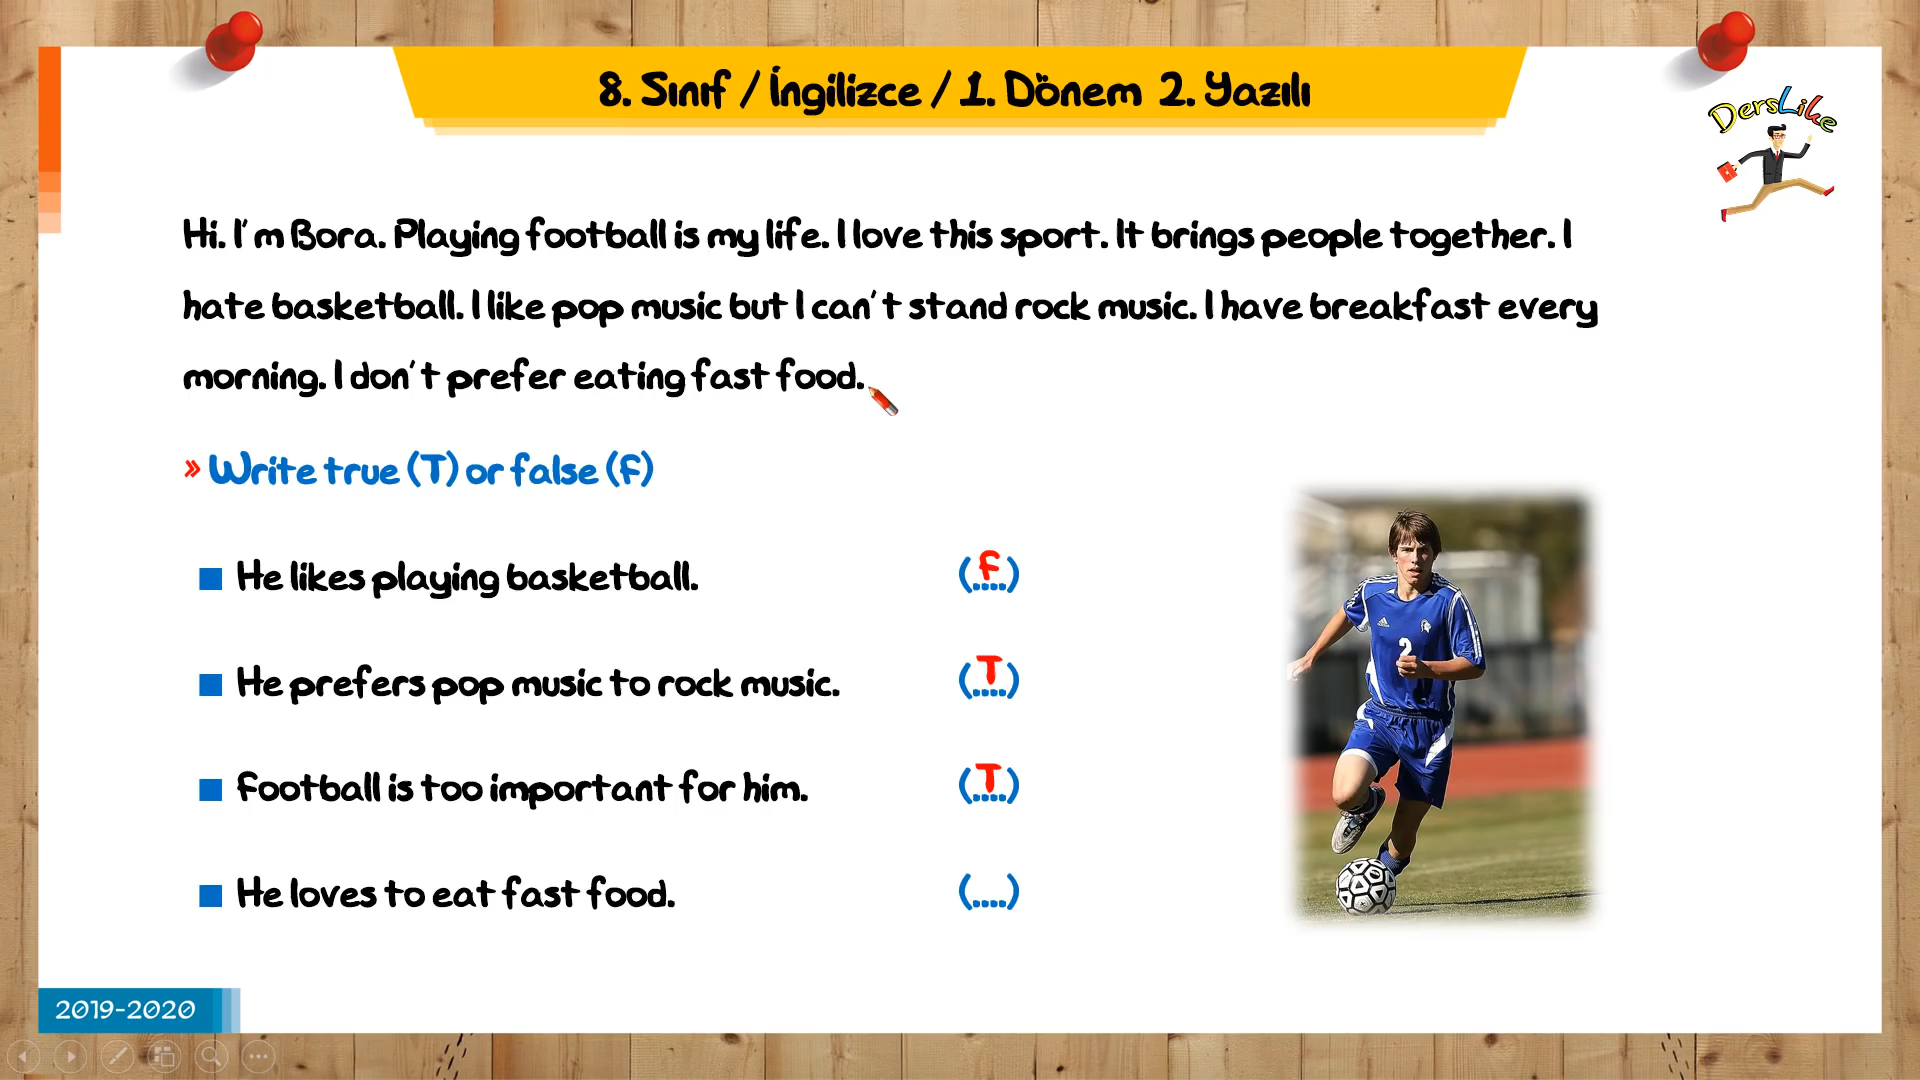 8. Sınıf / İngilizce / 1. Dönem 2. Yazılı
DersLike
Hi. I'm Bora. Playing football is my life. I love this sport. It brings people together. I
hate basketball. I like pop music but I can't stand rock music. I have breakfast every
morning. I don't prefer eating fast food.
» Write true (T) or false (F)
He likes playing basketball. (.F.)
He prefers pop music to rock music. (.T.)
Football is too important for him. (.T.)
He loves to eat fast food. (....)
2
2019-2020